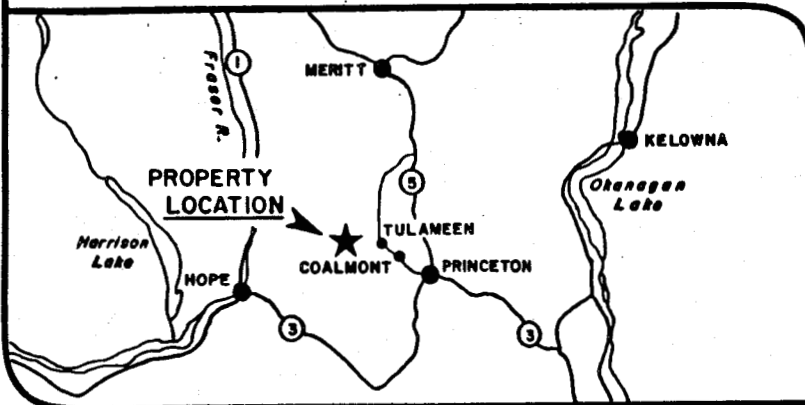 Fraser R.
1
MERITT
KELOWNA
PROPERTY
LOCATION
5
Okanagan
Lake
TULAMEEN
Harrison
Lake
COALMONT
PRINCETON
HOPE
3
3